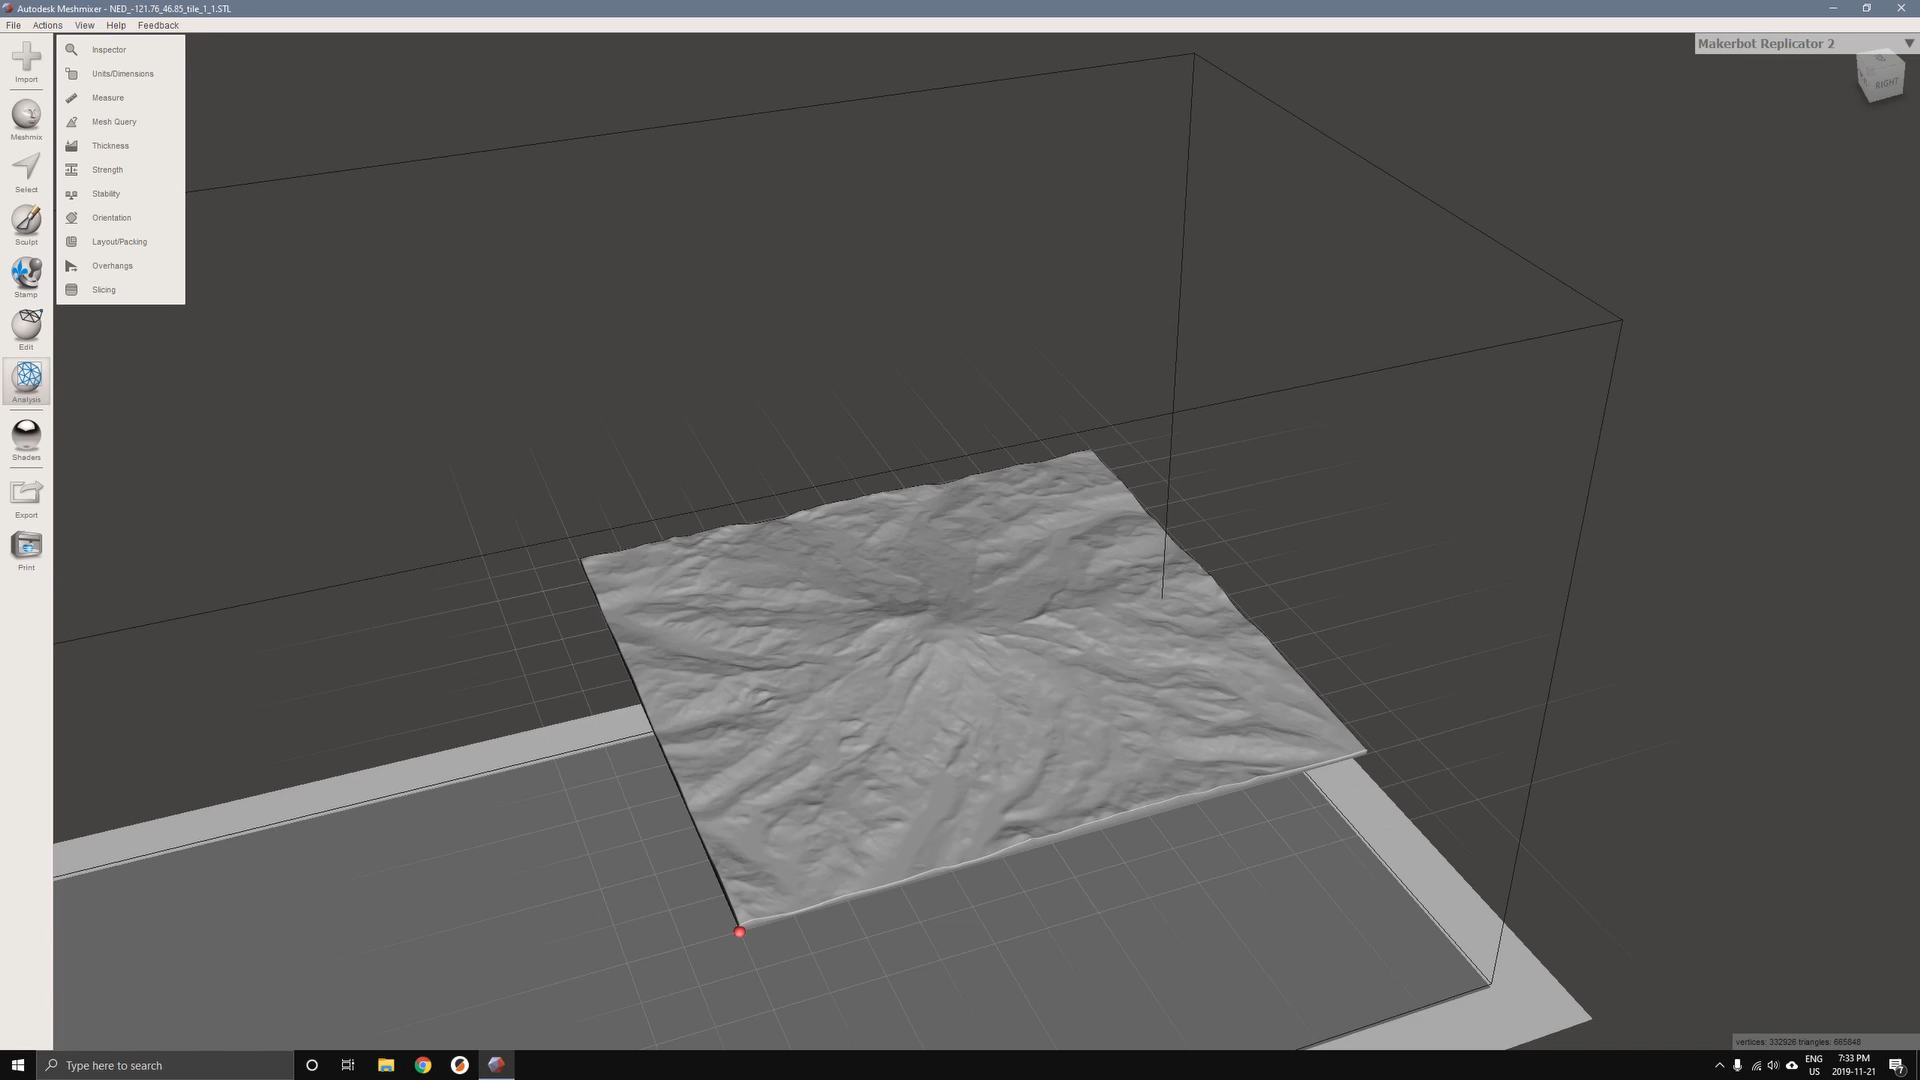 Autodesk Meshmixer - NED_-121.76_46.85_tile_1_1.STL
File Actions View Help Feedback
Import
Meshmix
Select
Sculpt
Stamp
Edit
Analysis
Shaders
Export
Print
Inspector
Units/Dimensions
Measure
Mesh Query
Thickness
Strength
Stability
Orientation
Layout/Packing
Overhangs
Slicing
Makerbot Replicator 2
RIGHT
vertices: 332926 triangles: 665848
Type here to search
ENG
US
7:33 PM
2019-11-21
7